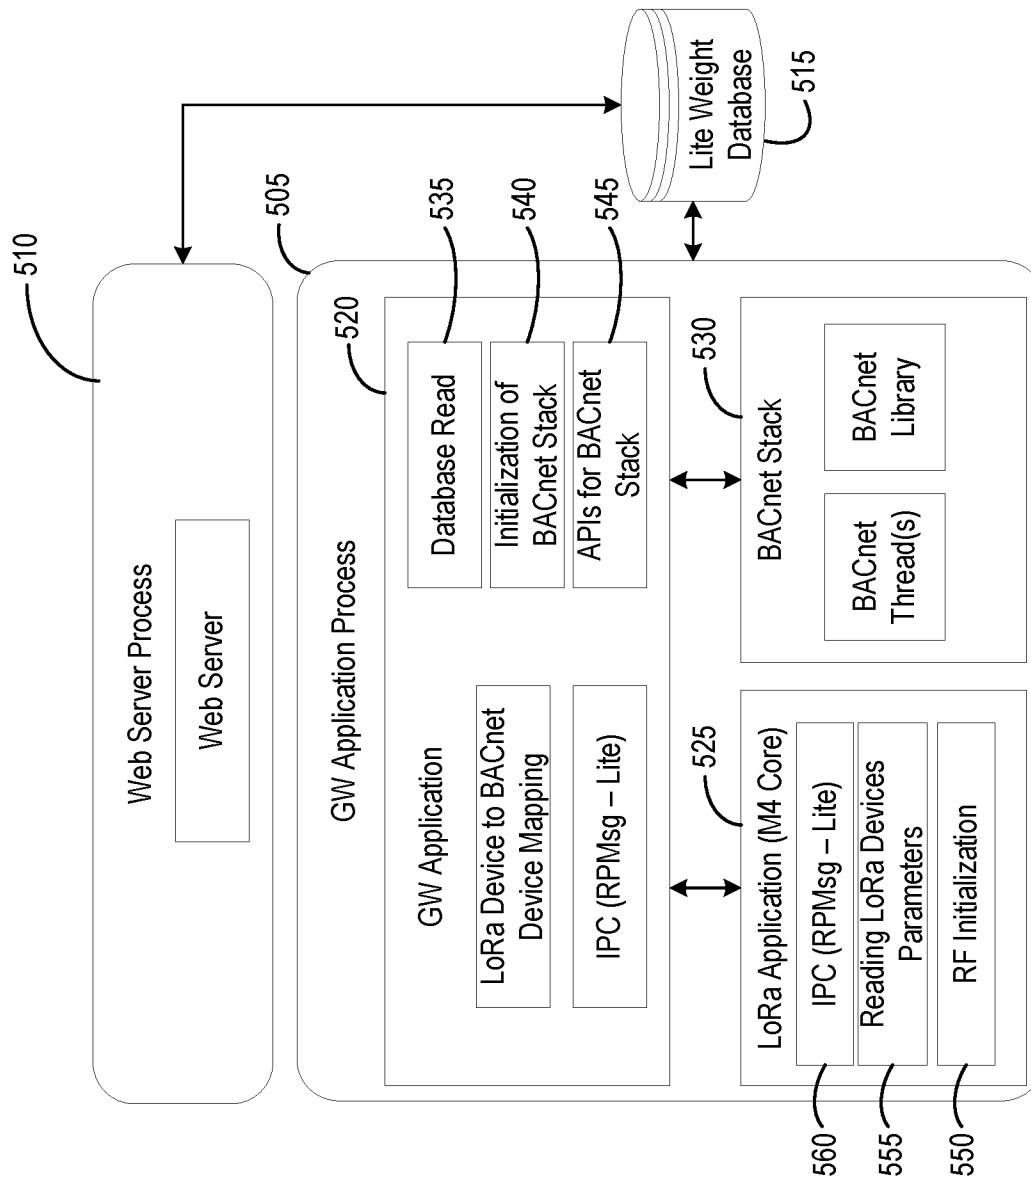 510
Web Server Process
Web Server
505
GW Application Process
520
GW Application
LoRa Device to BACnet
Device Mapping
IPC (RPMsg – Lite)
Database Read
535
Initialization of
BACnet Stack
540
APIs for BACnet
Stack
545
Lite Weight
Database
515
525
LoRa Application (M4 Core)
IPC (RPMsg – Lite)
560
Reading LoRa Devices
Parameters
555
RF Initialization
550
530
BACnet Stack
BACnet
Thread(s)
BACnet
Library